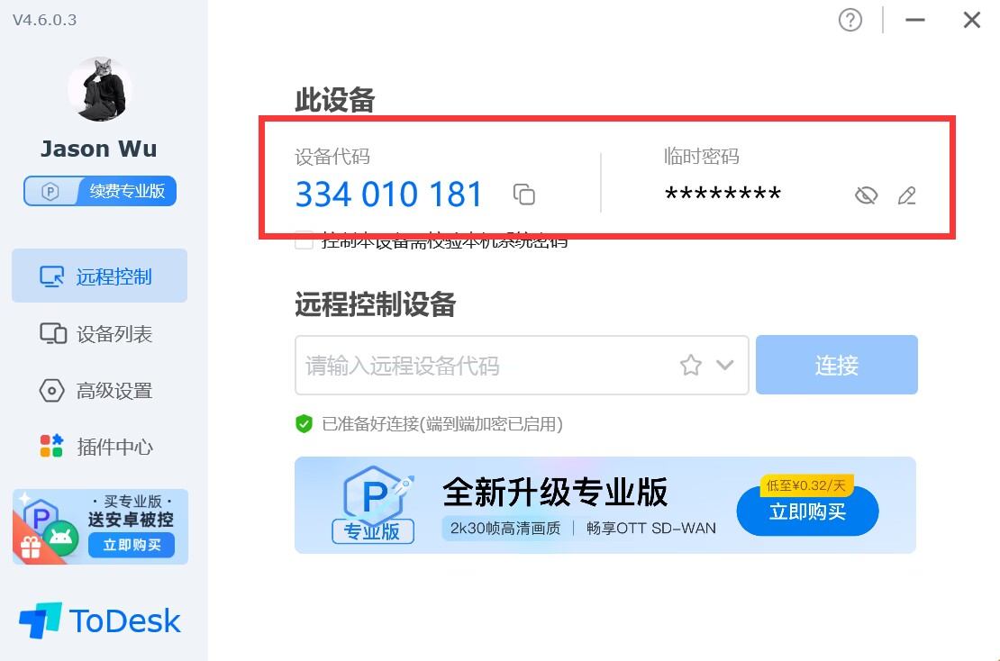 V4.6.0.3
Jason Wu
续费专业版
远程控制
设备列表
高级设置
插件中心
· 买专业版 ·
送安卓被控
立即购买
ToDesk
此设备
设备代码
334 010 181
临时密码
********
控制本设备需校验本机系统密码
远程控制设备
请输入远程设备代码
连接
已准备好连接(端到端加密已启用)
P
专业版
全新升级专业版
2k30帧高清画质 | 畅享OTT SD-WAN
低至¥0.32/天
立即购买